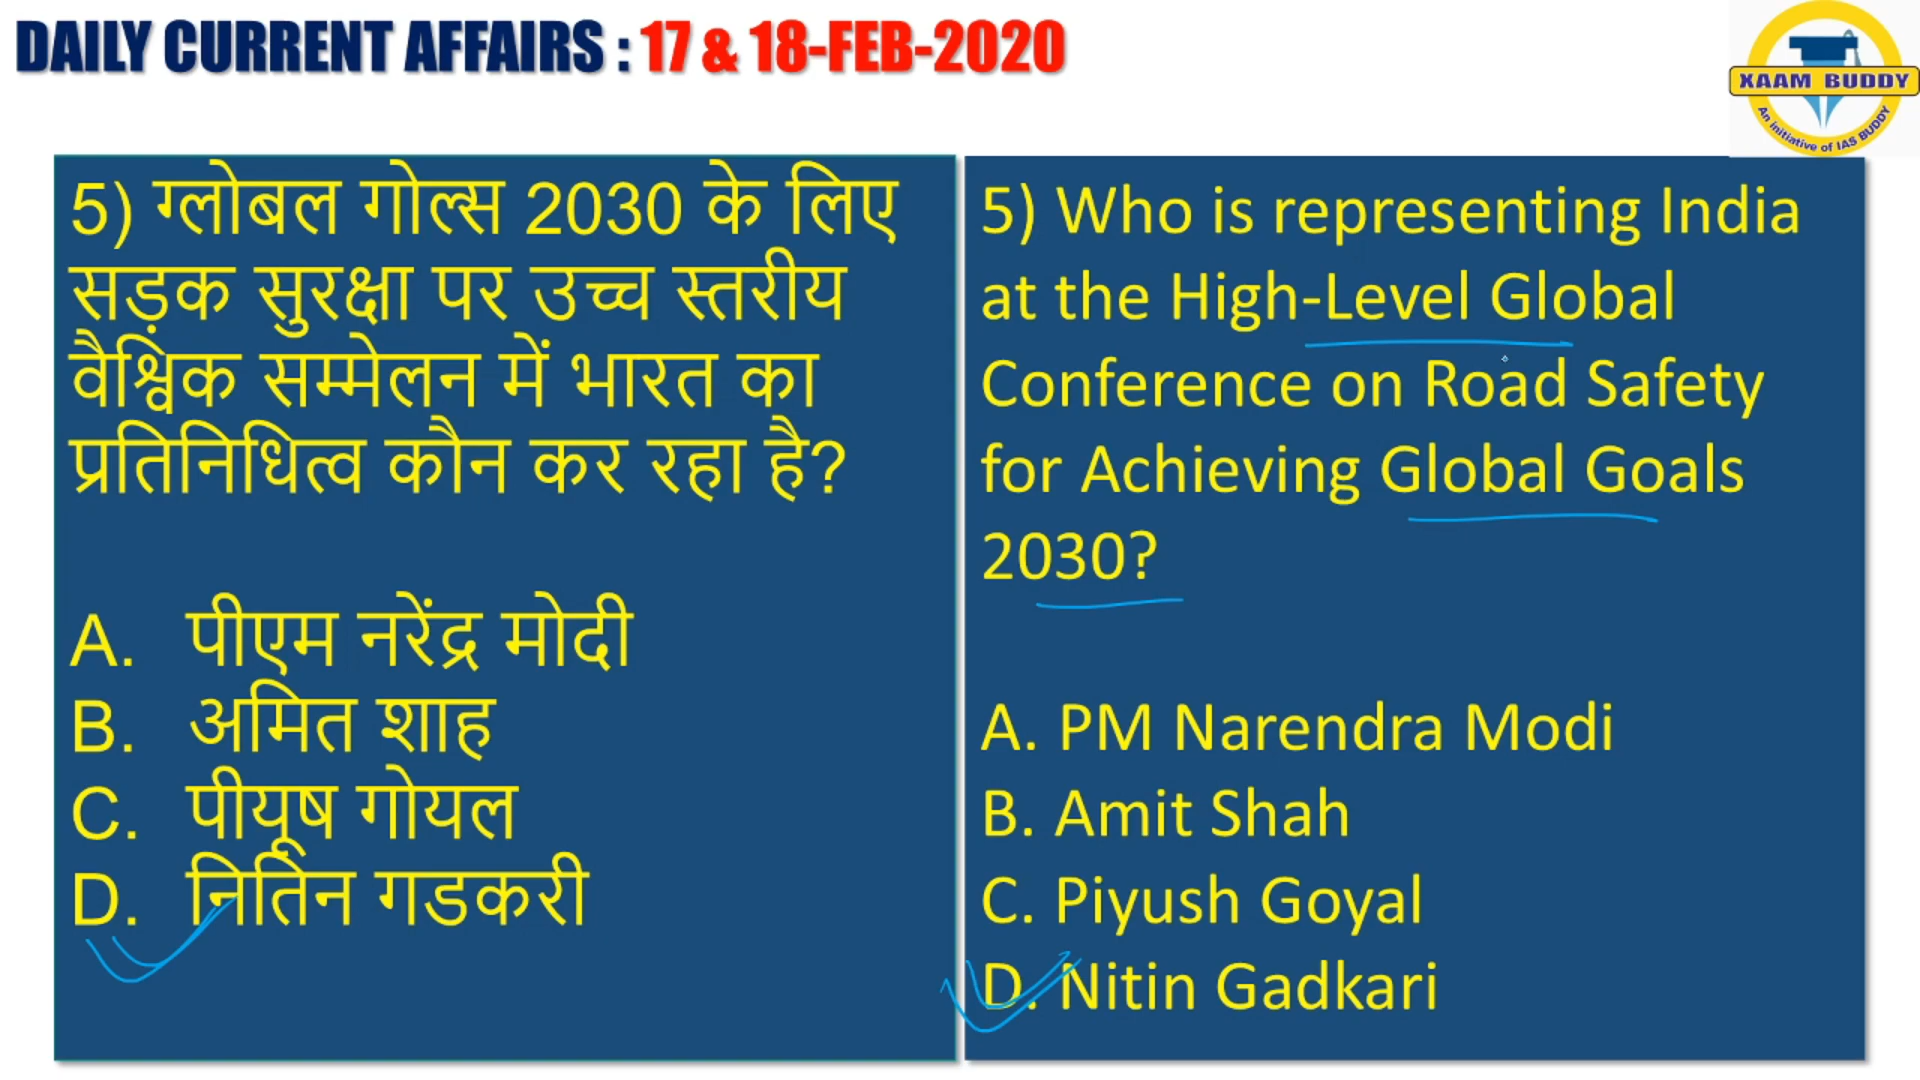 DAILY CURRENT AFFAIRS : 17 & 18-FEB-2020
XAAM BUDDY
An initiative of IAS BUDDY
5) ग्लोबल गोल्स 2030 के लिए
सड़क सुरक्षा पर उच्च स्तरीय
वैश्विक सम्मेलन में भारत का
प्रतिनिधित्व कौन कर रहा है?
A. पीएम नरेंद्र मोदी
B. अमित शाह
C. पीयूष गोयल
D. नितिन गडकरी
5) Who is representing India
at the High-Level Global
Conference on Road Safety
for Achieving Global Goals
2030?
A. PM Narendra Modi
B. Amit Shah
C. Piyush Goyal
D. Nitin Gadkari